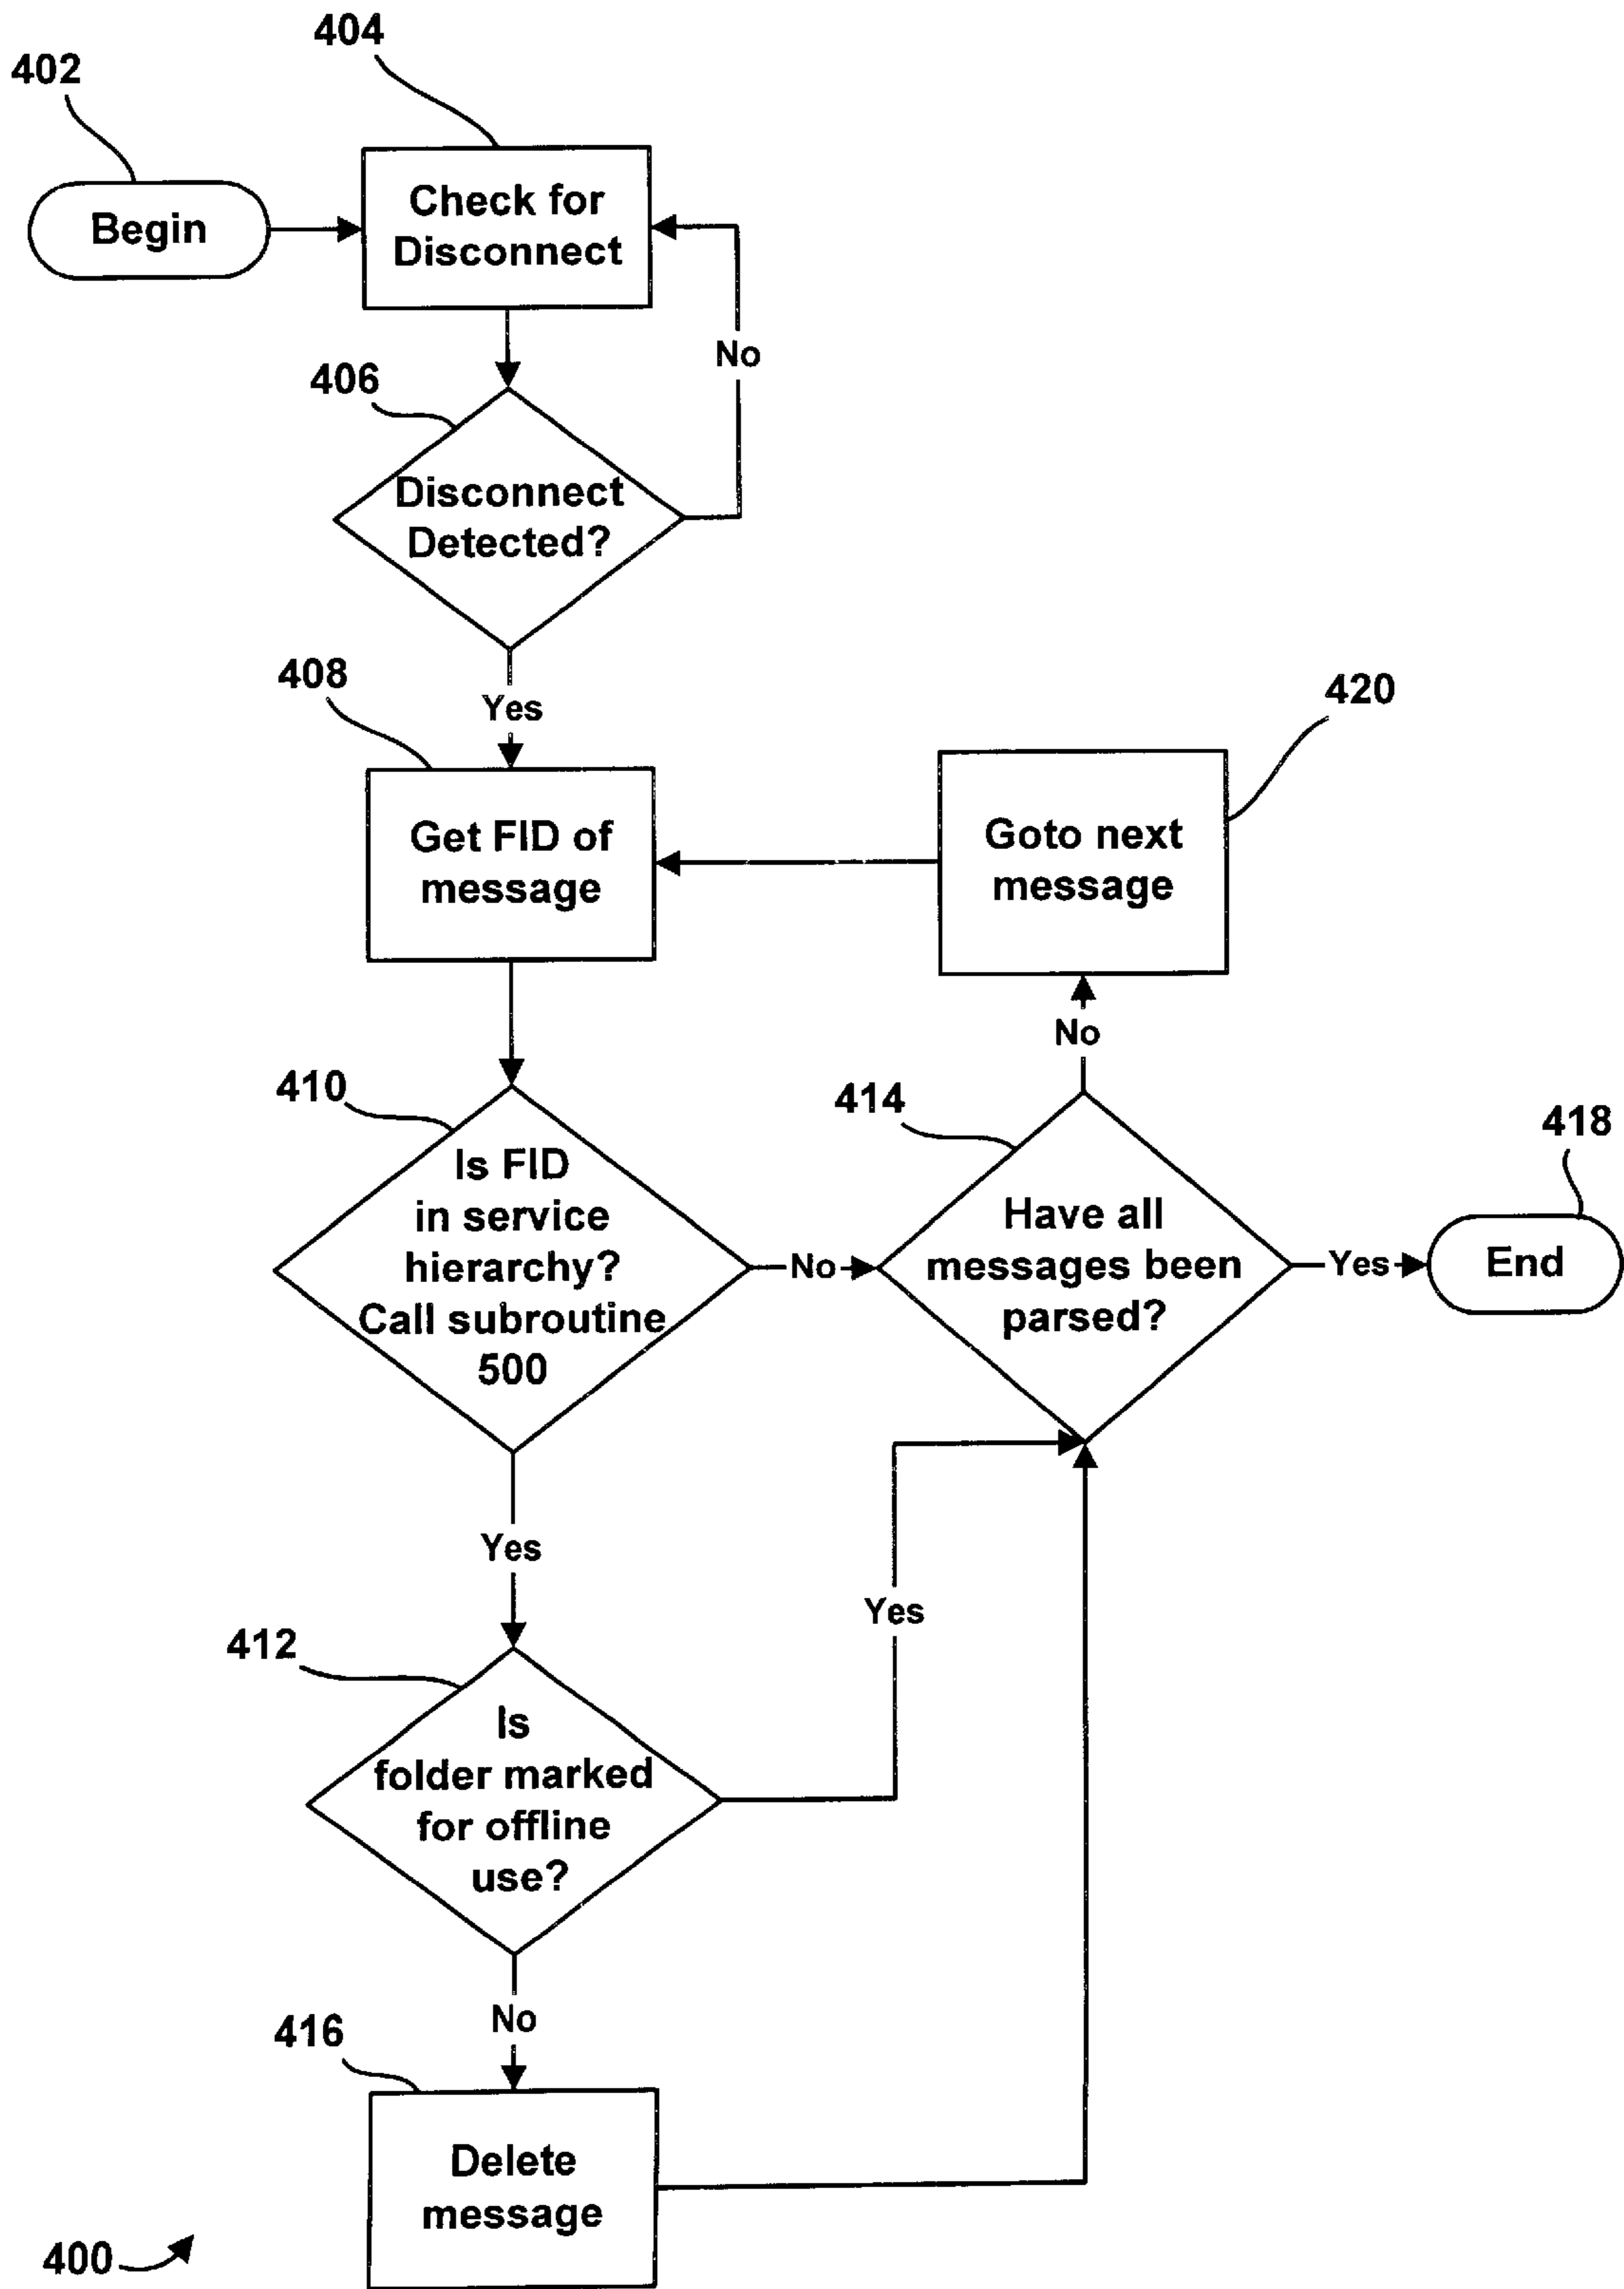 404
402
Begin
Check for
Disconnect
No
406
Disconnect
Detected?
Yes
408
420
Get FID of
message
Goto next
message
No
410
414
418
Is FID
in service
hierarchy?
Call subroutine
500
No
Have all
messages been
parsed?
Yes
End
Yes
Yes
412
Is
folder marked
for offline
use?
No
416
Delete
message
400